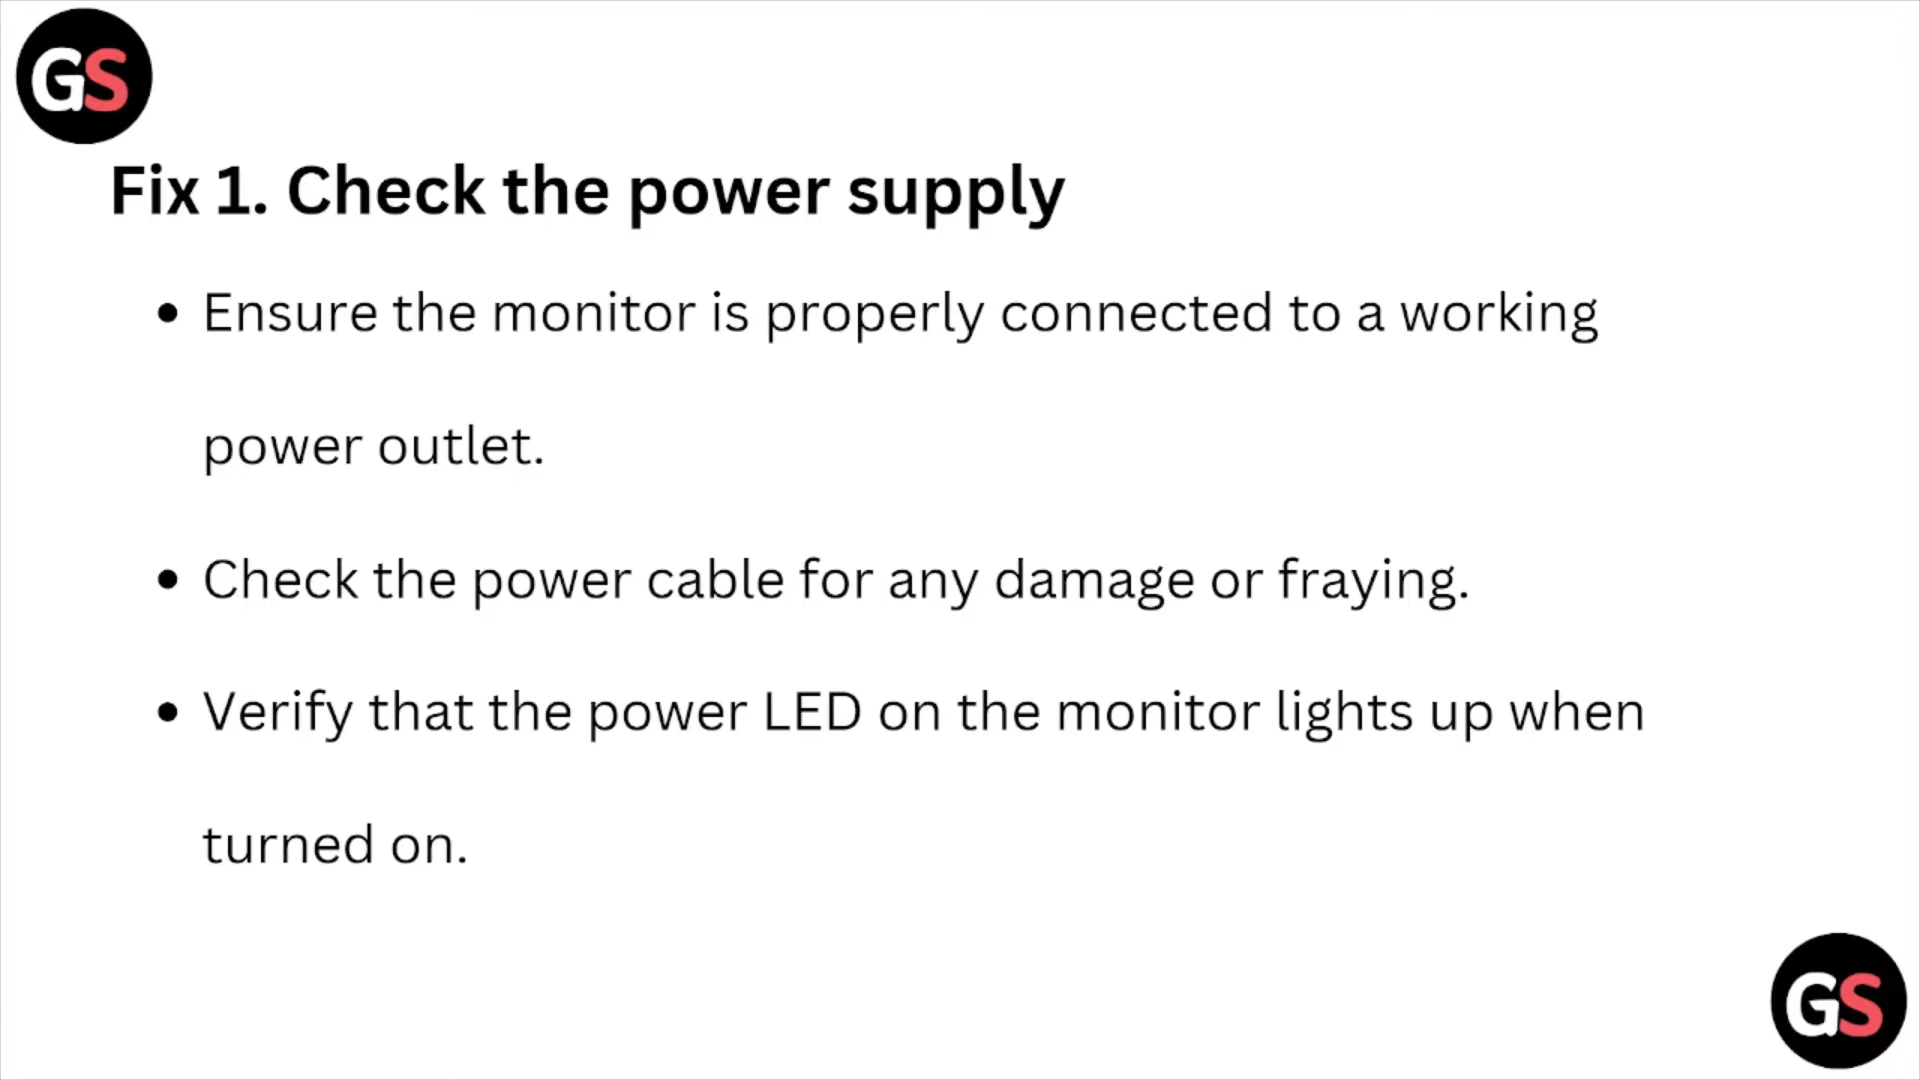 GS
Fix 1. Check the power supply
• Ensure the monitor is properly connected to a working
power outlet.
• Check the power cable for any damage or fraying.
• Verify that the power LED on the monitor lights up when
turned on.
GS